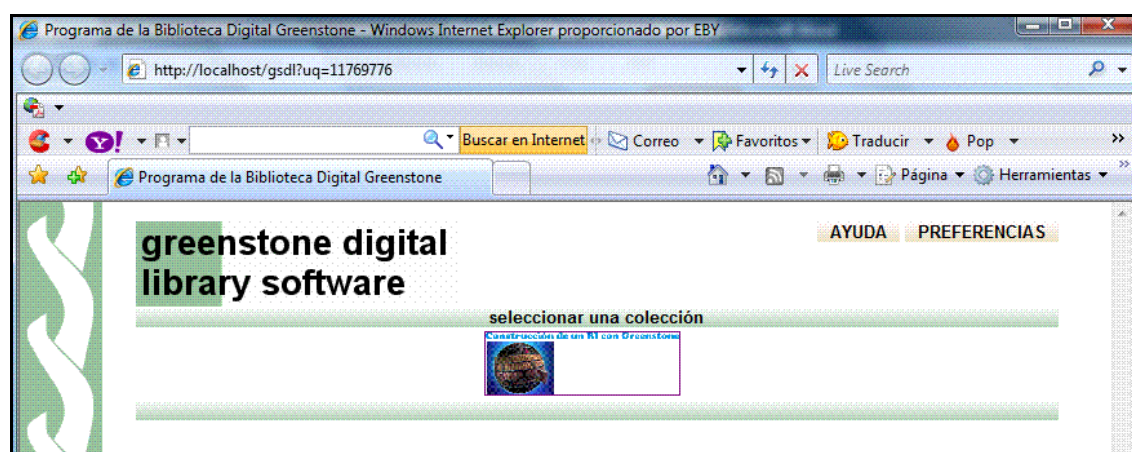 Programa de la Biblioteca Digital Greenstone - Windows Internet Explorer proporcionado por EBY
http://localhost/gsdl?uq=11769776
Live Search
Y! Buscar en Internet Correo Favoritos Traducir Pop »
Programa de la Biblioteca Digital Greenstone Página Herramientas »
AYUDA PREFERENCIAS
greenstone digital
library software
seleccionar una colección
Construcción de un RI con Greenstone